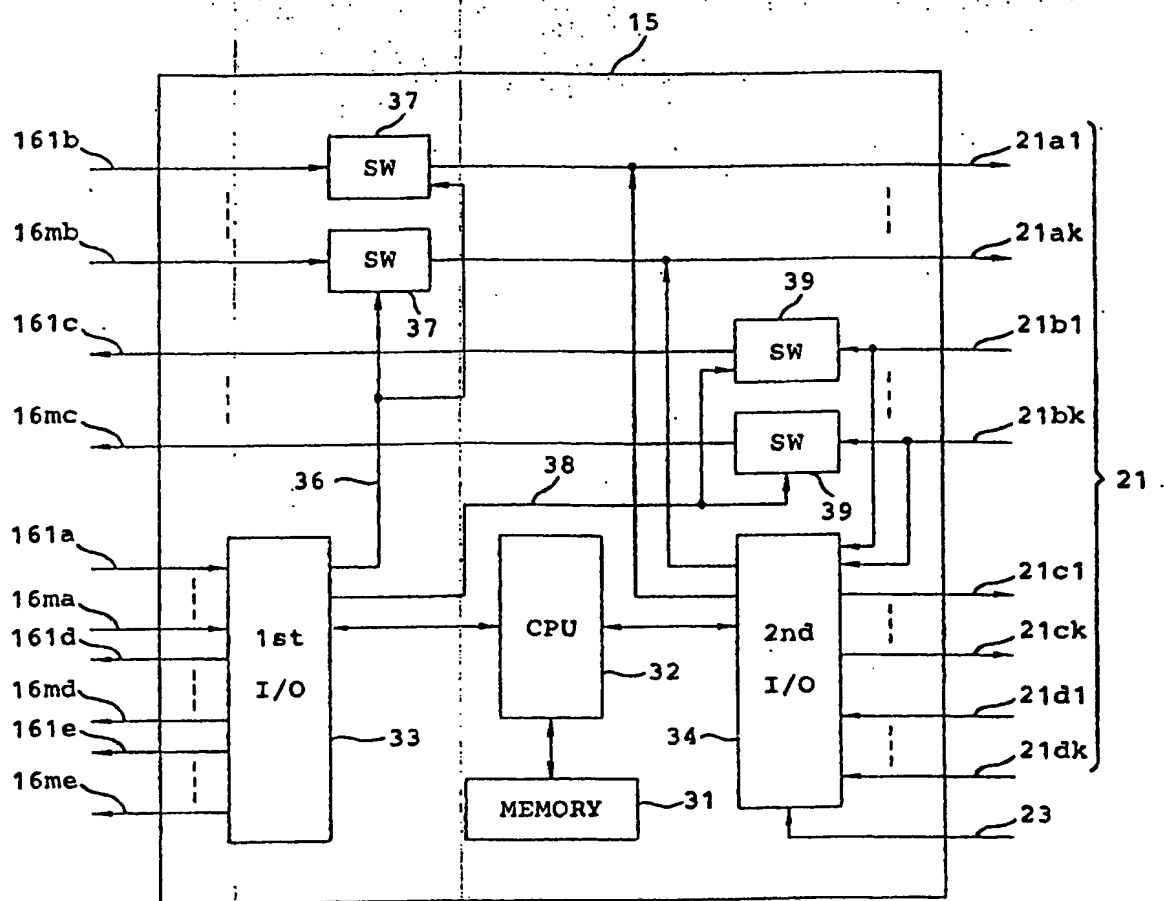 15
37
161b
SW
21a1
16mb
SW
21ak
37
39
161c
SW
21b1
16mc
SW
21bk
36
38
39
21
161a
16ma
161d
16md
161e
16me
1st
I/O
33
CPU
32
MEMORY
31
2nd
I/O
34
21c1
21ck
21d1
21dk
23